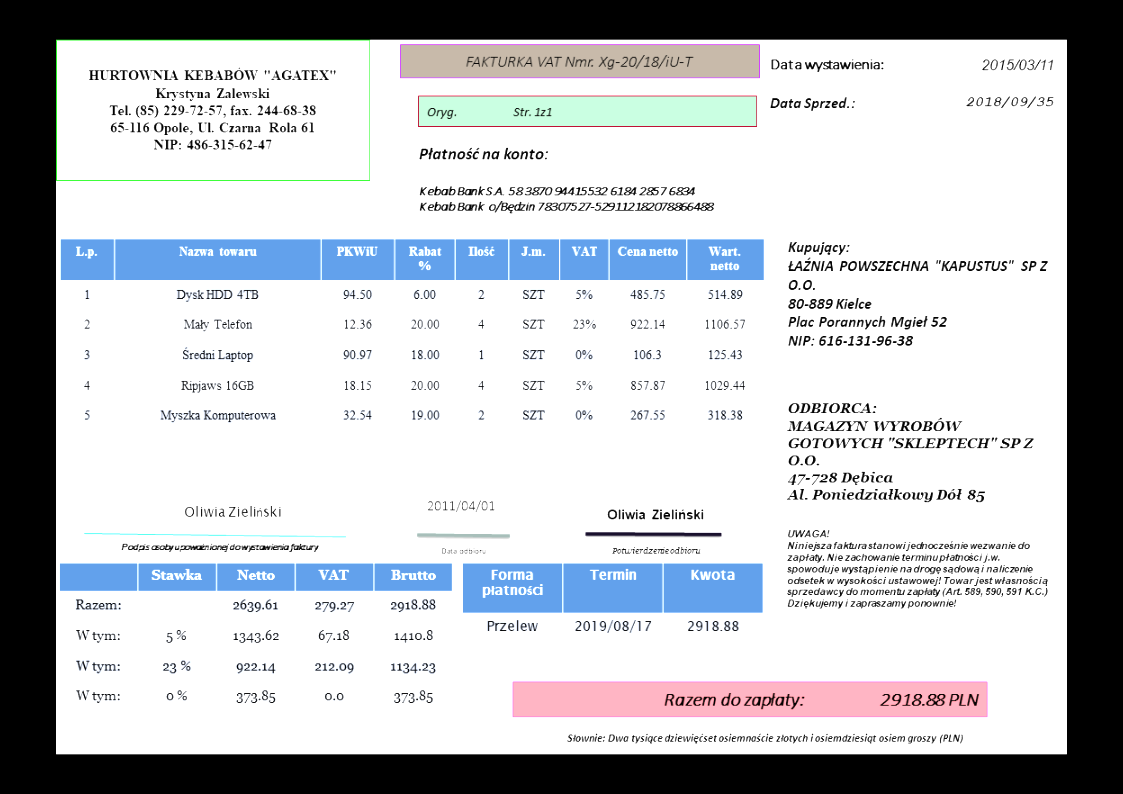 HURTOWNIA KEBABÓW "AGATEX"
Krystyna Zalewski
Tel. (85) 229-72-57, fax. 244-68-38
65-116 Opole, Ul. Czarna Rola 61
NIP: 486-315-62-47
FAKTURKA VAT Nmr. Xg-20/18/iU-T
Data wystawienia: 2015/03/11
Oryg. Str. 1z1
Data Sprzed.: 2018/09/35
Płatność na konto:
Kebab Bank S.A. 58 3870 94415532 6184 2857 6834
Kebab Bank o/Będzin 78307527-529112182078866488
L.p. Nazwa towaru PKWiU Rabat % Ilość J.m. VAT Cena netto Wart. netto
1 Dysk HDD 4TB 94.50 6.00 2 SZT 5% 485.75 514.89
2 Mały Telefon 12.36 20.00 4 SZT 23% 922.14 1106.57
3 Średni Laptop 90.97 18.00 1 SZT 0% 106.3 125.43
4 Ripjaws 16GB 18.15 20.00 4 SZT 5% 857.87 1029.44
5 Myszka Komputerowa 32.54 19.00 2 SZT 0% 267.55 318.38
Kupujący:
ŁAŹNIA POWSZECHNA "KAPUSTUS" SP Z
O.O.
80-889 Kielce
Plac Porannych Mgieł 52
NIP: 616-131-96-38
ODBIORCA:
MAGAZYN WYROBÓW
GOTOWYCH "SKLEPTECH" SP Z
O.O.
47-728 Dębica
Al. Poniedziałkowy Dół 85
Oliwia Zieliński
Podpis osoby upoważnionej do wystawienia faktury
2011/04/01
Data odbioru
Oliwia Zieliński
Potwierdzenie odbioru
UWAGA!
Niniejsza faktura stanowi jednocześnie wezwanie do
zapłaty. Nie zachowanie terminu płatności j.w.
spowoduje wystąpienie na drogę sądową i naliczenie
odsetek w wysokości ustawowej! Towar jest własnością
sprzedawcy do momentu zapłaty (Art. 589, 590, 591 K.C.)
Dziękujemy i zapraszamy ponownie!
Stawka Netto VAT Brutto
Razem: 2639.61 279.27 2918.88
W tym: 5 % 1343.62 67.18 1410.8
W tym: 23 % 922.14 212.09 1134.23
W tym: 0 % 373.85 0.0 373.85
Forma płatności Termin Kwota
Przelew 2019/08/17 2918.88
Razem do zapłaty: 2918.88 PLN
Słownie: Dwa tysiące dziewięćset osiemnaście złotych i osiemdziesiąt osiem groszy (PLN)